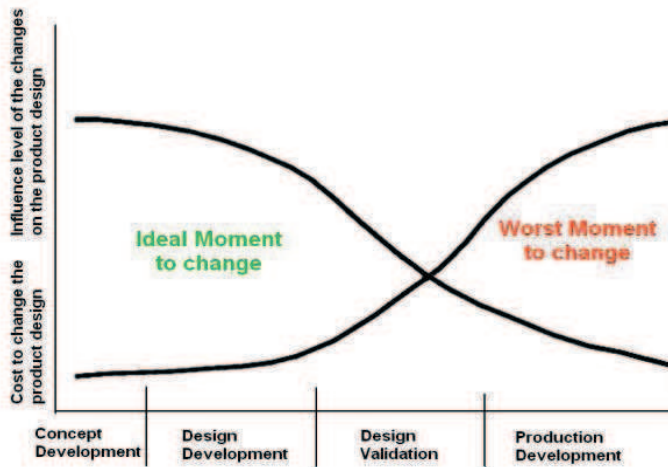 Influence level of the changes
on the product design
Cost to change the
product design
Ideal Moment
to change
Worst Moment
to change
Concept
Development
Design
Development
Design
Validation
Production
Development